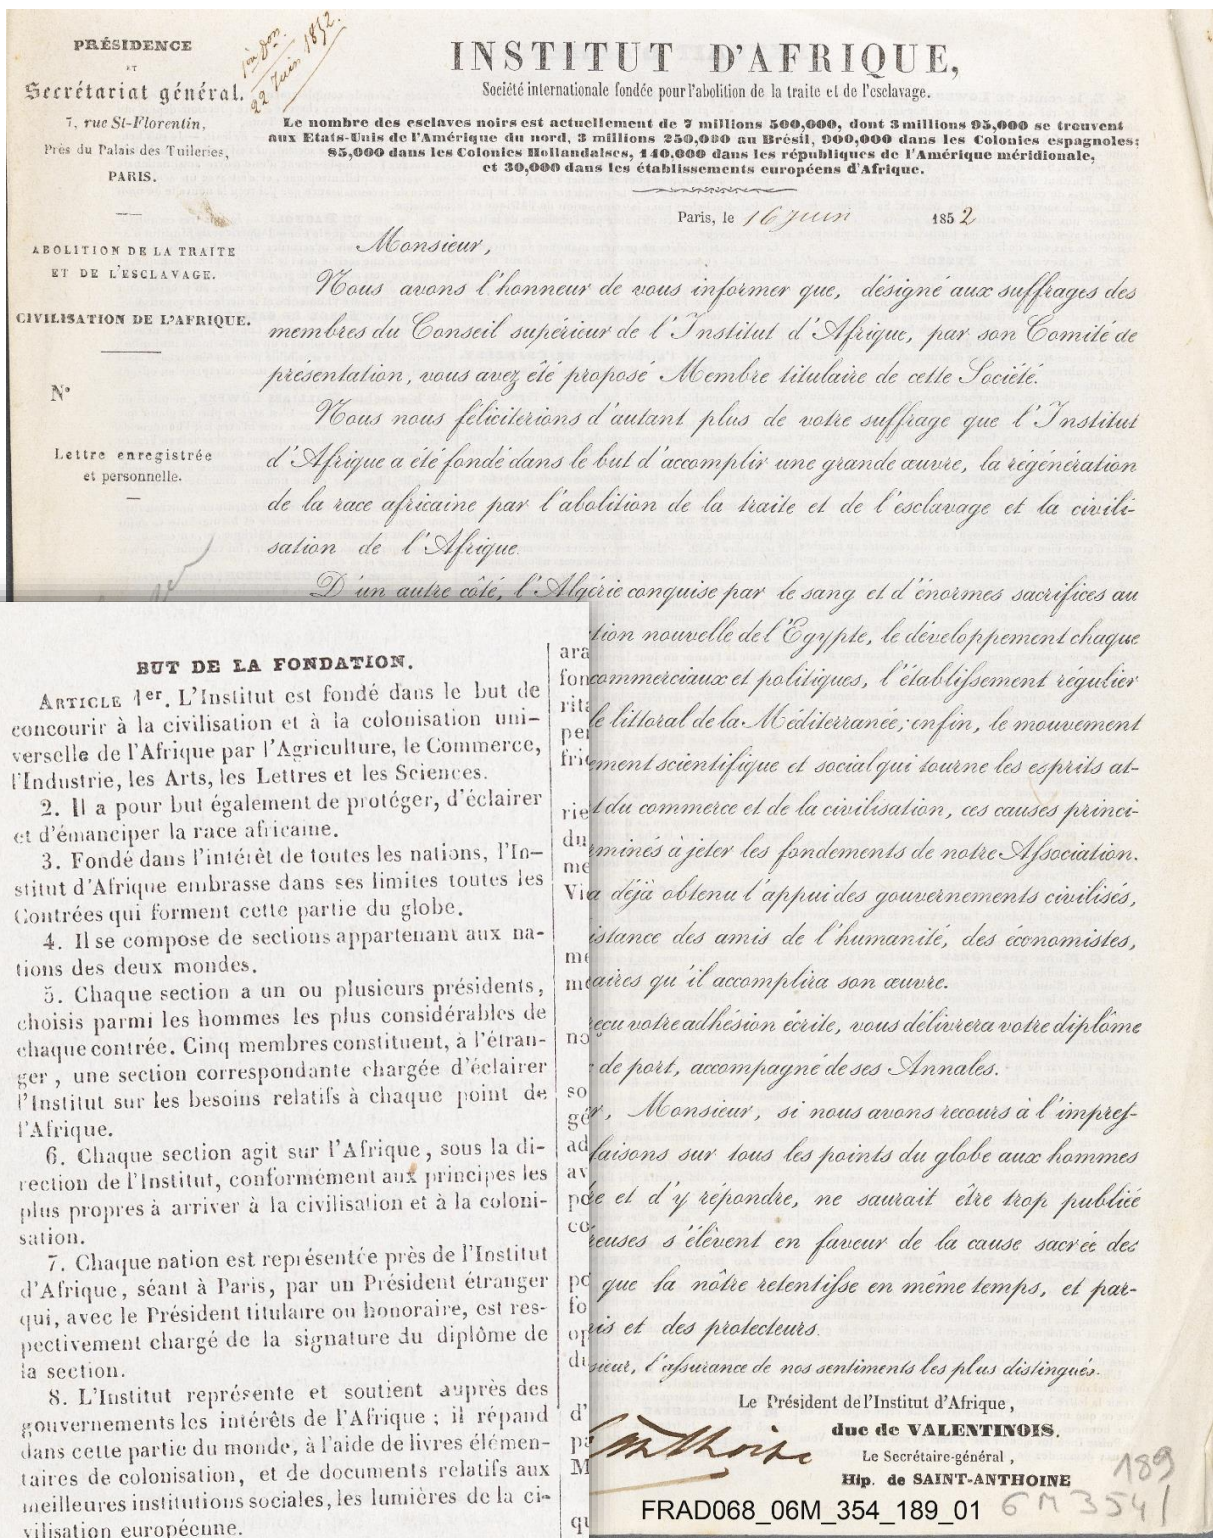 PRÉSIDENCE
ET
Secrétariat général.
7, rue St-Florentin,
Près du Palais des Tuileries,
PARIS.
1er don
22 Juin 1852.
ABOLITION DE LA TRAITE
ET DE L'ESCLAVAGE.
CIVILISATION DE L'AFRIQUE.
N°
Lettre enregistrée
et personnelle.
INSTITUT D'AFRIQUE,
Société internationale fondée pour l'abolition de la traite et de l'esclavage.
Le nombre des esclaves noirs est actuellement de 7 millions 500,000, dont 3 millions 95,000 se trouvent
aux Etats-Unis de l'Amérique du nord, 3 millions 250,000 au Brésil, 900,000 dans les Colonies espagnoles;
85,000 dans les Colonies Hollandaises, 140,000 dans les républiques de l'Amérique méridionale,
et 30,000 dans les établissements européens d'Afrique.
Paris, le 16 juin 1852
Monsieur,
Nous avons l'honneur de vous informer que, désigné aux suffrages des
membres du Conseil supérieur de l'Institut d'Afrique, par son Comité de
présentation, vous avez été proposé Membre titulaire de cette Société.
Nous nous féliciterions d'autant plus de votre suffrage que l'Institut
d'Afrique a été fondé dans le but d'accomplir une grande œuvre, la régénération
de la race africaine par l'abolition de la traite et de l'esclavage et la civili-
sation de l'Afrique.
D'un autre côté, l'Algérie conquise par le sang et d'énormes sacrifices au
tion nouvelle de l'Egypte, le développement chaque
commerciaux et politiques, l'établissement régulier
le littoral de la Méditerranée; enfin, le mouvement
ement scientifique et social qui tourne les esprits at-
t du commerce et de la civilisation, ces causes princi-
rminés à jeter les fondements de notre Association.
a déjà obtenu l'appui des gouvernements civilisés,
istance des amis de l'humanité, des économistes,
aires qu'il accomplira son œuvre.
eçu votre adhésion écrite, vous délivrera votre diplôme
de port, accompagné de ses Annales.
r, Monsieur, si nous avons recours à l'impres-
faisons sur tous les points du globe aux hommes
e et d'y répondre, ne saurait être trop publiée
reuses s'élèvent en faveur de la cause sacrée des
que la nôtre retentisse en même temps, et par-
is et des protecteurs.
sieur, l'assurance de nos sentiments les plus distingués.
Le Président de l'Institut d'Afrique,
duc de VALENTINOIS.
Le Secrétaire-général,
Hip. de SAINT-ANTHOINE
189
6 M 354 /
FRAD068_06M_354_189_01
BUT DE LA FONDATION.
ARTICLE 1er. L'Institut est fondé dans le but de
concourir à la civilisation et à la colonisation uni-
verselle de l'Afrique par l'Agriculture, le Commerce,
l'Industrie, les Arts, les Lettres et les Sciences.
2. Il a pour but également de protéger, d'éclairer
et d'émanciper la race africaine.
3. Fondé dans l'intérêt de toutes les nations, l'In-
stitut d'Afrique embrasse dans ses limites toutes les
Contrées qui forment cette partie du globe.
4. Il se compose de sections appartenant aux na-
tions des deux mondes.
5. Chaque section a un ou plusieurs présidents,
choisis parmi les hommes les plus considérables de
chaque contrée. Cinq membres constituent, à l'étran-
ger, une section correspondante chargée d'éclairer
l'Institut sur les besoins relatifs à chaque point de
l'Afrique.
6. Chaque section agit sur l'Afrique, sous la di-
rection de l'Institut, conformément aux principes les
plus propres à arriver à la civilisation et à la coloni-
sation.
7. Chaque nation est représentée près de l'Institut
d'Afrique, séant à Paris, par un Président étranger
qui, avec le Président titulaire ou honoraire, est res-
pectivement chargé de la signature du diplôme de
la section.
8. L'Institut représente et soutient auprès des
gouvernements les intérêts de l'Afrique; il répand
dans cette partie du monde, à l'aide de livres élémen-
taires de colonisation, et de documents relatifs aux
meilleures institutions sociales, les lumières de la ci-
vilisation européenne.